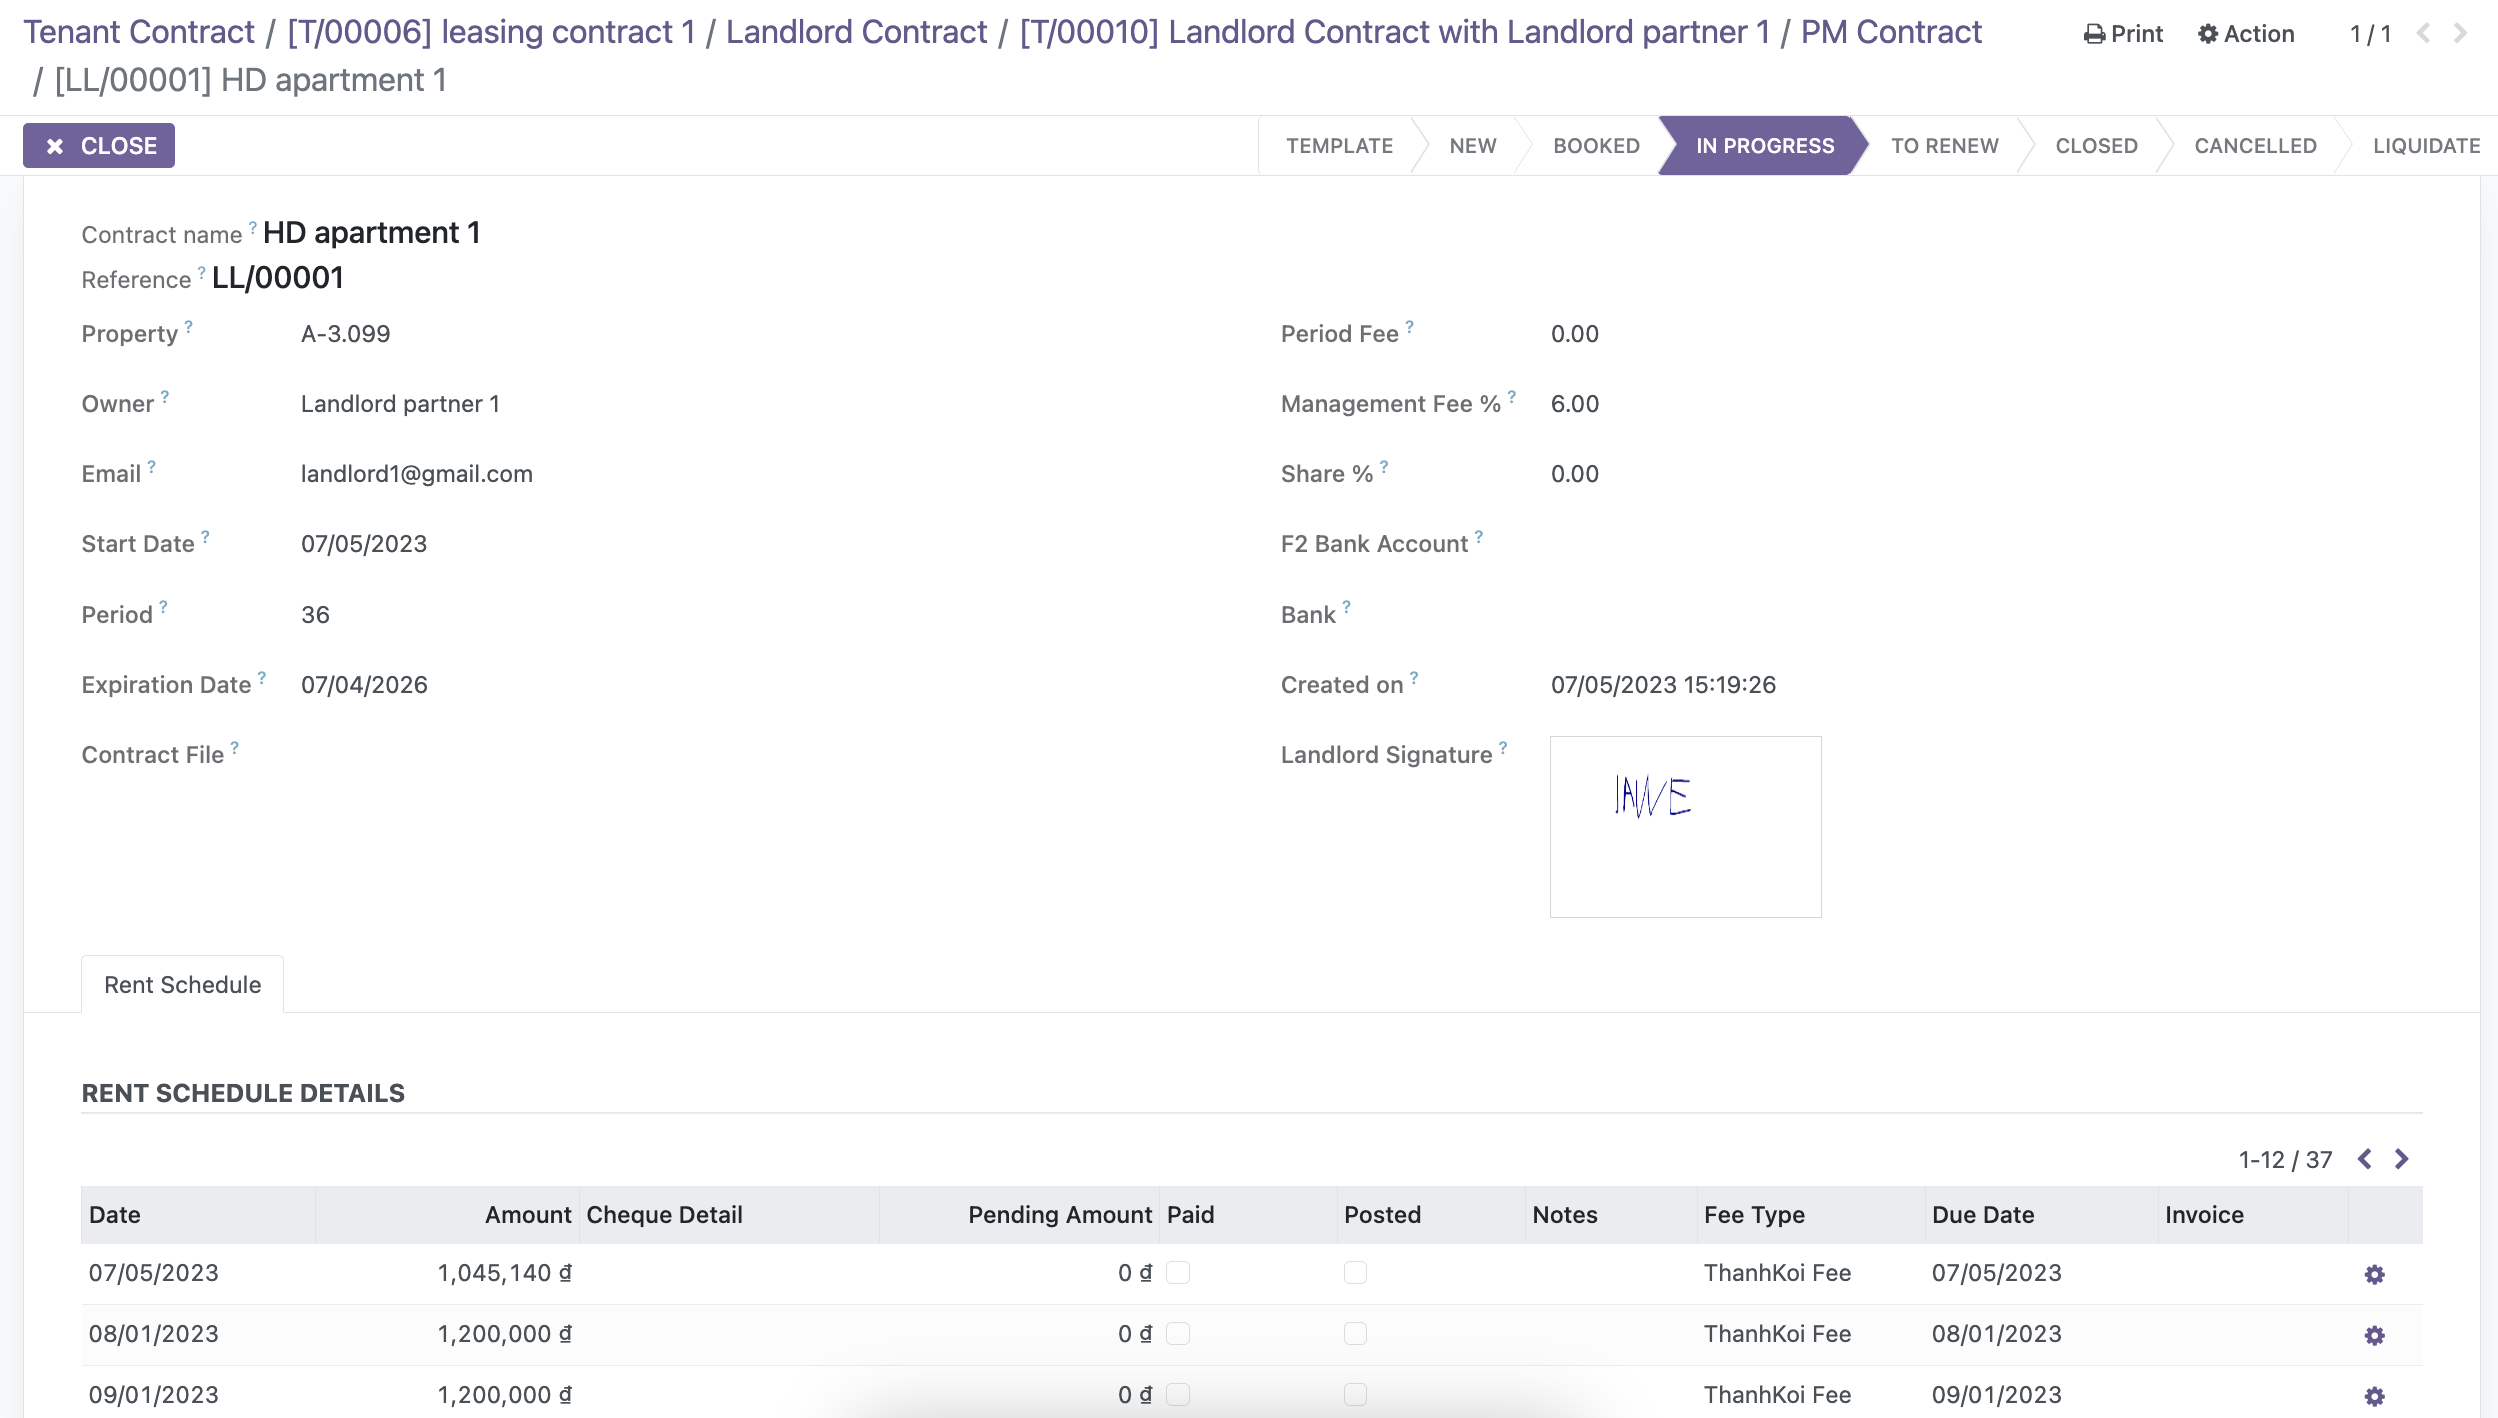 Tenant Contract / [T/00006] leasing contract 1 / Landlord Contract / [T/00010] Landlord Contract with Landlord partner 1 / PM Contract
/ [LL/00001] HD apartment 1
Print Action 1 / 1
CLOSE
TEMPLATE NEW BOOKED IN PROGRESS TO RENEW CLOSED CANCELLED LIQUIDATE
Contract name ? HD apartment 1
Reference ? LL/00001
Property ? A-3.099
Owner ? Landlord partner 1
Email ? landlord1@gmail.com
Start Date ? 07/05/2023
Period ? 36
Expiration Date ? 07/04/2026
Contract File ?
Period Fee ? 0.00
Management Fee % ? 6.00
Share % ? 0.00
F2 Bank Account ?
Bank ?
Created on ? 07/05/2023 15:19:26
Landlord Signature ?
Rent Schedule
RENT SCHEDULE DETAILS
1-12 / 37
Date Amount Cheque Detail Pending Amount Paid Posted Notes Fee Type Due Date Invoice
07/05/2023 1,045,140 ₫ 0 ₫ ThanhKoi Fee 07/05/2023
08/01/2023 1,200,000 ₫ 0 ₫ ThanhKoi Fee 08/01/2023
09/01/2023 1,200,000 ₫ 0 ₫ ThanhKoi Fee 09/01/2023